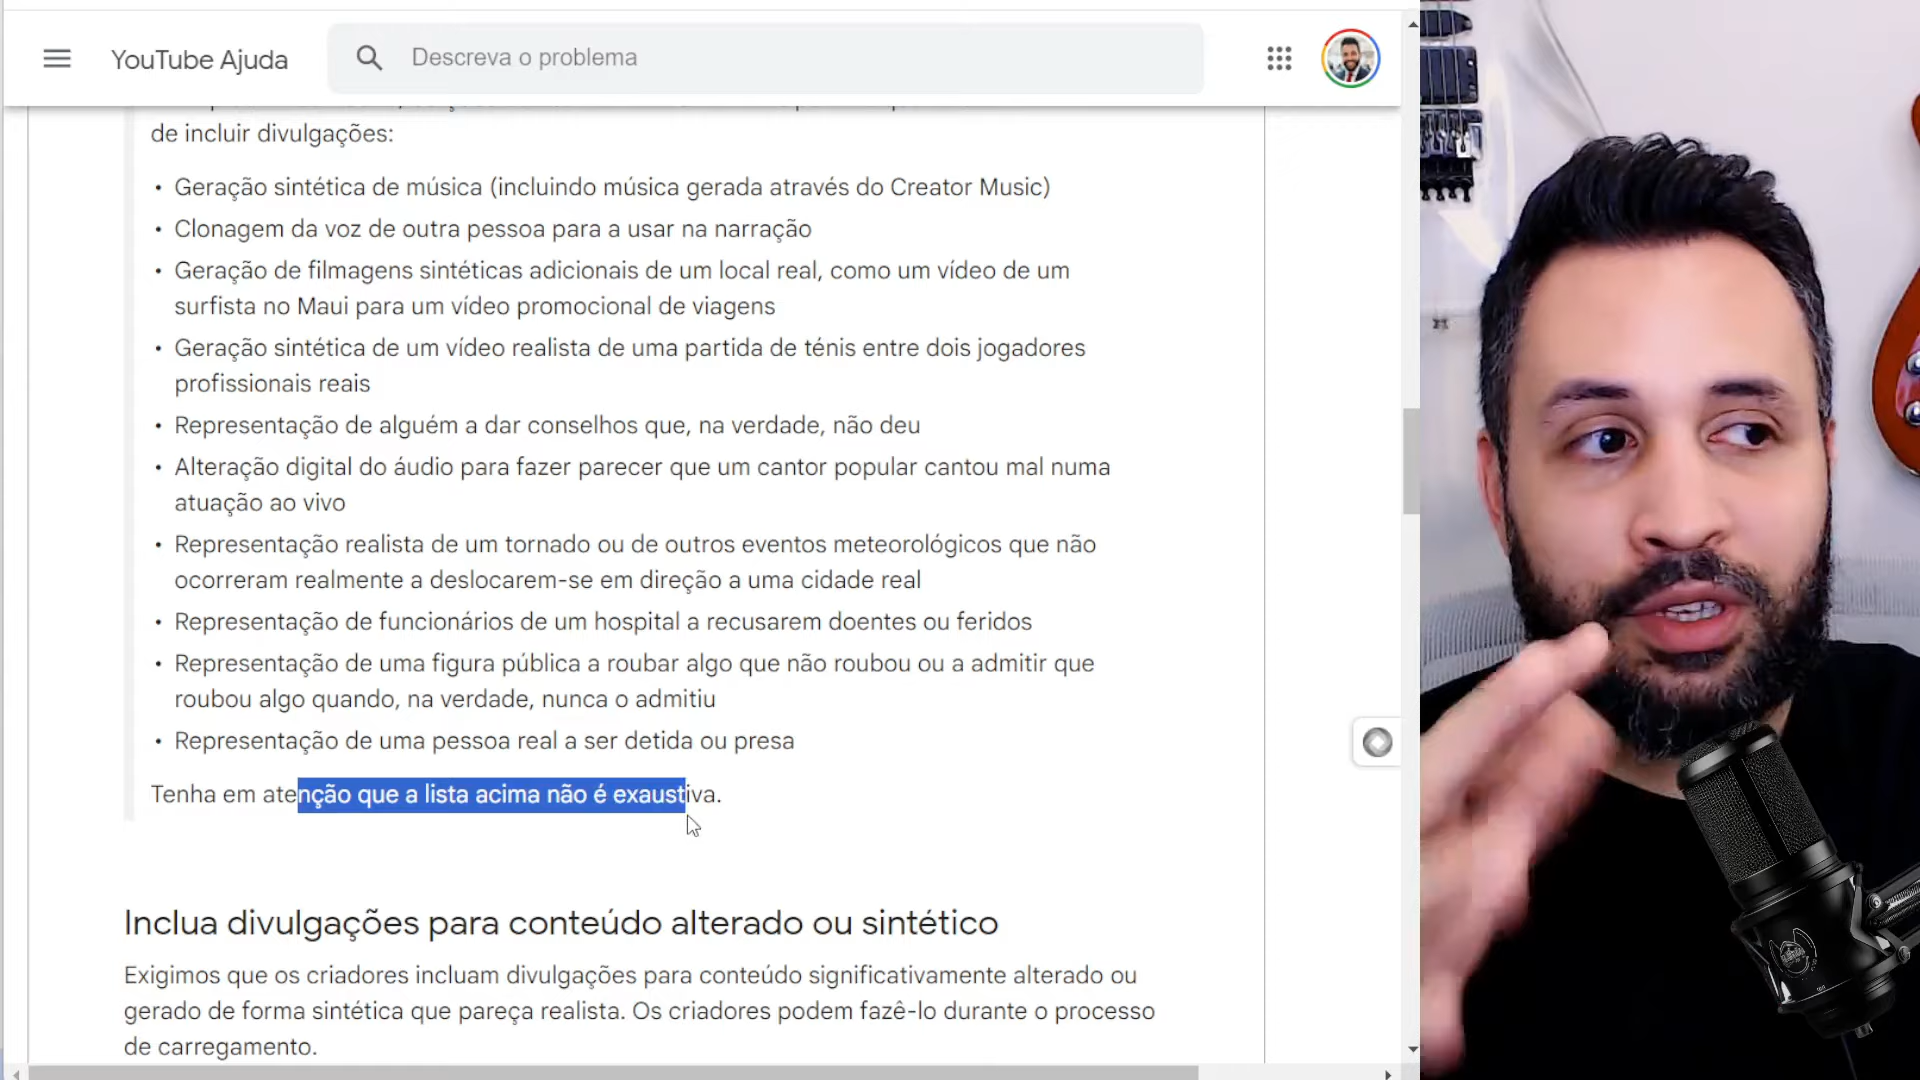 YouTube Ajuda
Descreva o problema
de incluir divulgações:
• Geração sintética de música (incluindo música gerada através do Creator Music)
• Clonagem da voz de outra pessoa para a usar na narração
• Geração de filmagens sintéticas adicionais de um local real, como um vídeo de um
surfista no Maui para um vídeo promocional de viagens
• Geração sintética de um vídeo realista de uma partida de ténis entre dois jogadores
profissionais reais
• Representação de alguém a dar conselhos que, na verdade, não deu
• Alteração digital do áudio para fazer parecer que um cantor popular cantou mal numa
atuação ao vivo
• Representação realista de um tornado ou de outros eventos meteorológicos que não
ocorreram realmente a deslocarem-se em direção a uma cidade real
• Representação de funcionários de um hospital a recusarem doentes ou feridos
• Representação de uma figura pública a roubar algo que não roubou ou a admitir que
roubou algo quando, na verdade, nunca o admitiu
• Representação de uma pessoa real a ser detida ou presa
Tenha em atenção que a lista acima não é exaustiva.
Inclua divulgações para conteúdo alterado ou sintético
Exigimos que os criadores incluam divulgações para conteúdo significativamente alterado ou
gerado de forma sintética que pareça realista. Os criadores podem fazê-lo durante o processo
de carregamento.